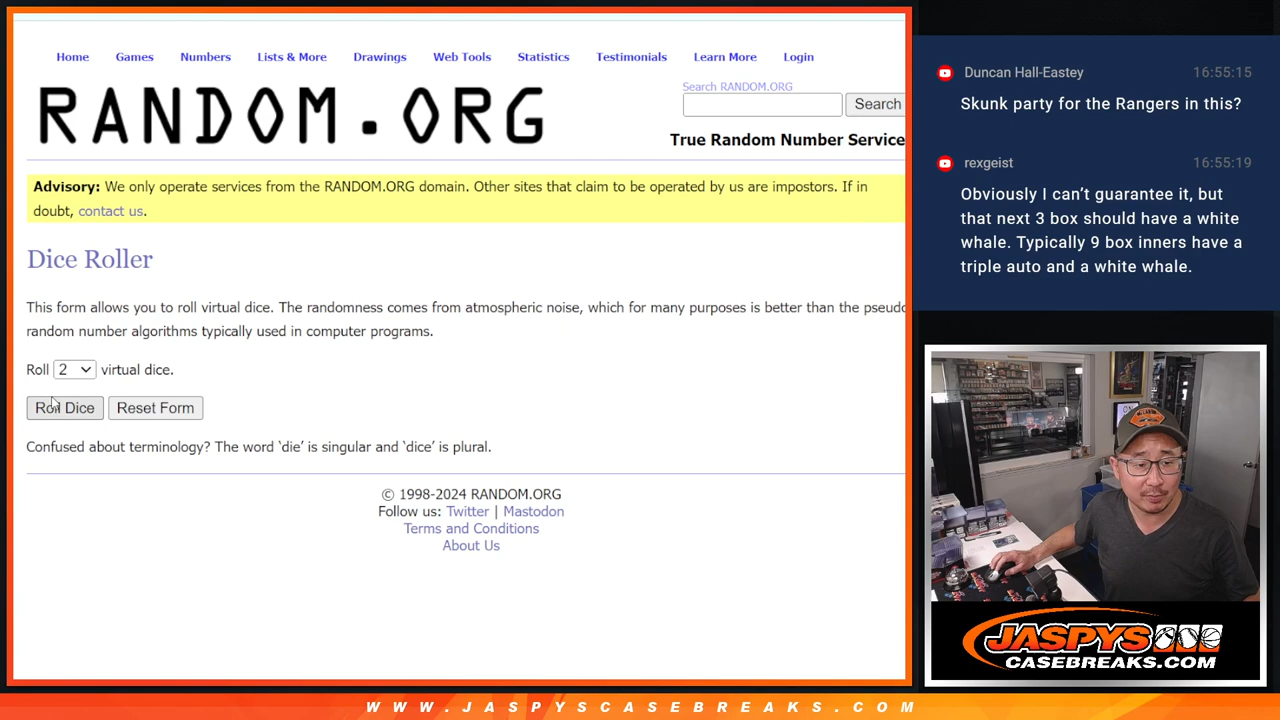 Home Games Numbers Lists & More Drawings Web Tools Statistics Testimonials Learn More Login
Search RANDOM.ORG
RANDOM.ORG
Search
True Random Number Service
Advisory: We only operate services from the RANDOM.ORG domain. Other sites that claim to be operated by us are impostors. If in
doubt, contact us.
Dice Roller
This form allows you to roll virtual dice. The randomness comes from atmospheric noise, which for many purposes is better than the pseudo
random number algorithms typically used in computer programs.
Roll 2 virtual dice.
Roll Dice Reset Form
Confused about terminology? The word ‘die’ is singular and ‘dice’ is plural.
© 1998-2024 RANDOM.ORG
Follow us: Twitter | Mastodon
Terms and Conditions
About Us
Duncan Hall-Eastey 16:55:15
Skunk party for the Rangers in this?
rexgeist 16:55:19
Obviously I can’t guarantee it, but
that next 3 box should have a white
whale. Typically 9 box inners have a
triple auto and a white whale.
JASPYS
CASEBREAKS.COM
WWW.JASPYSCASEBREAKS.COM